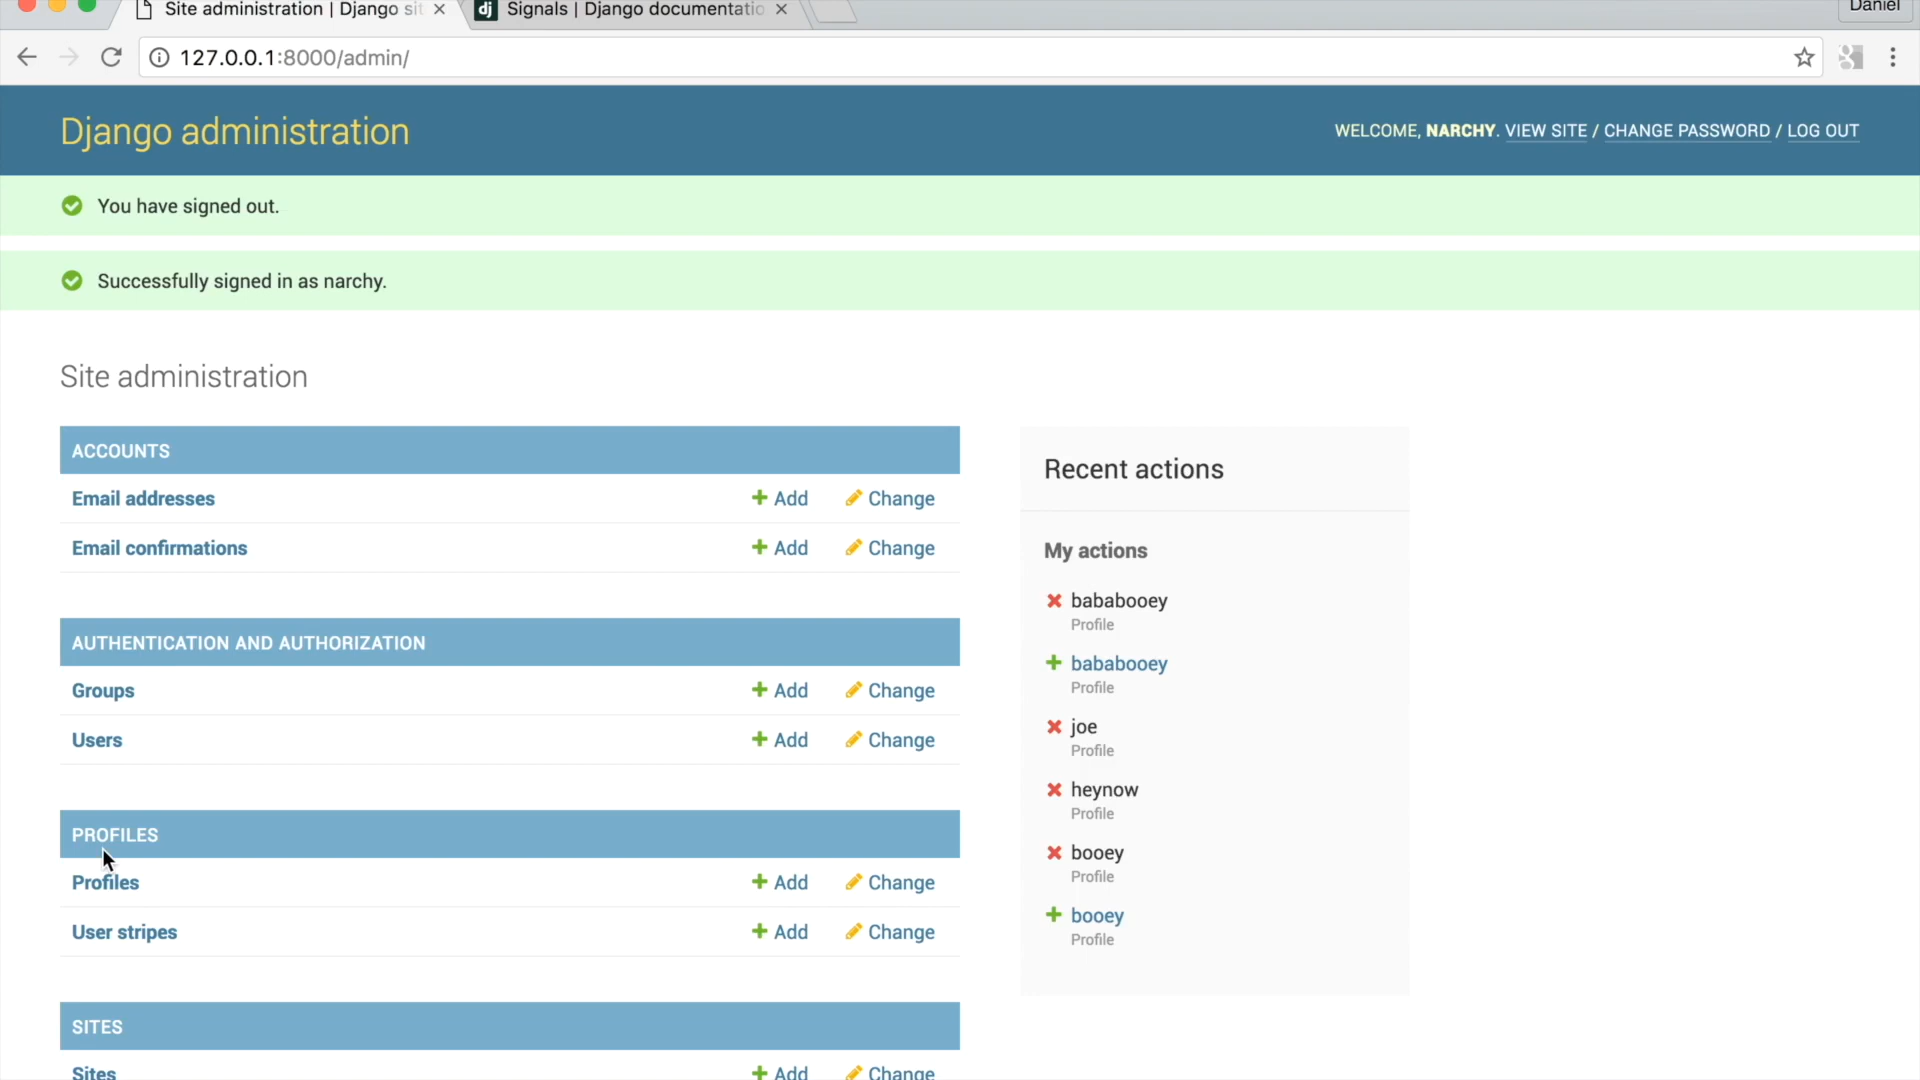 Site administration | Django sit
Signals | Django documentatio
Daniel
127.0.0.1:8000/admin/
Django administration
WELCOME, NARCHY. VIEW SITE / CHANGE PASSWORD / LOG OUT
You have signed out.
Successfully signed in as narchy.
Site administration
ACCOUNTS
Email addresses Add Change
Email confirmations Add Change
AUTHENTICATION AND AUTHORIZATION
Groups Add Change
Users Add Change
PROFILES
Profiles Add Change
User stripes Add Change
SITES
Sites Add Change
Recent actions
My actions
bababooey
Profile
bababooey
Profile
joe
Profile
heynow
Profile
booey
Profile
booey
Profile